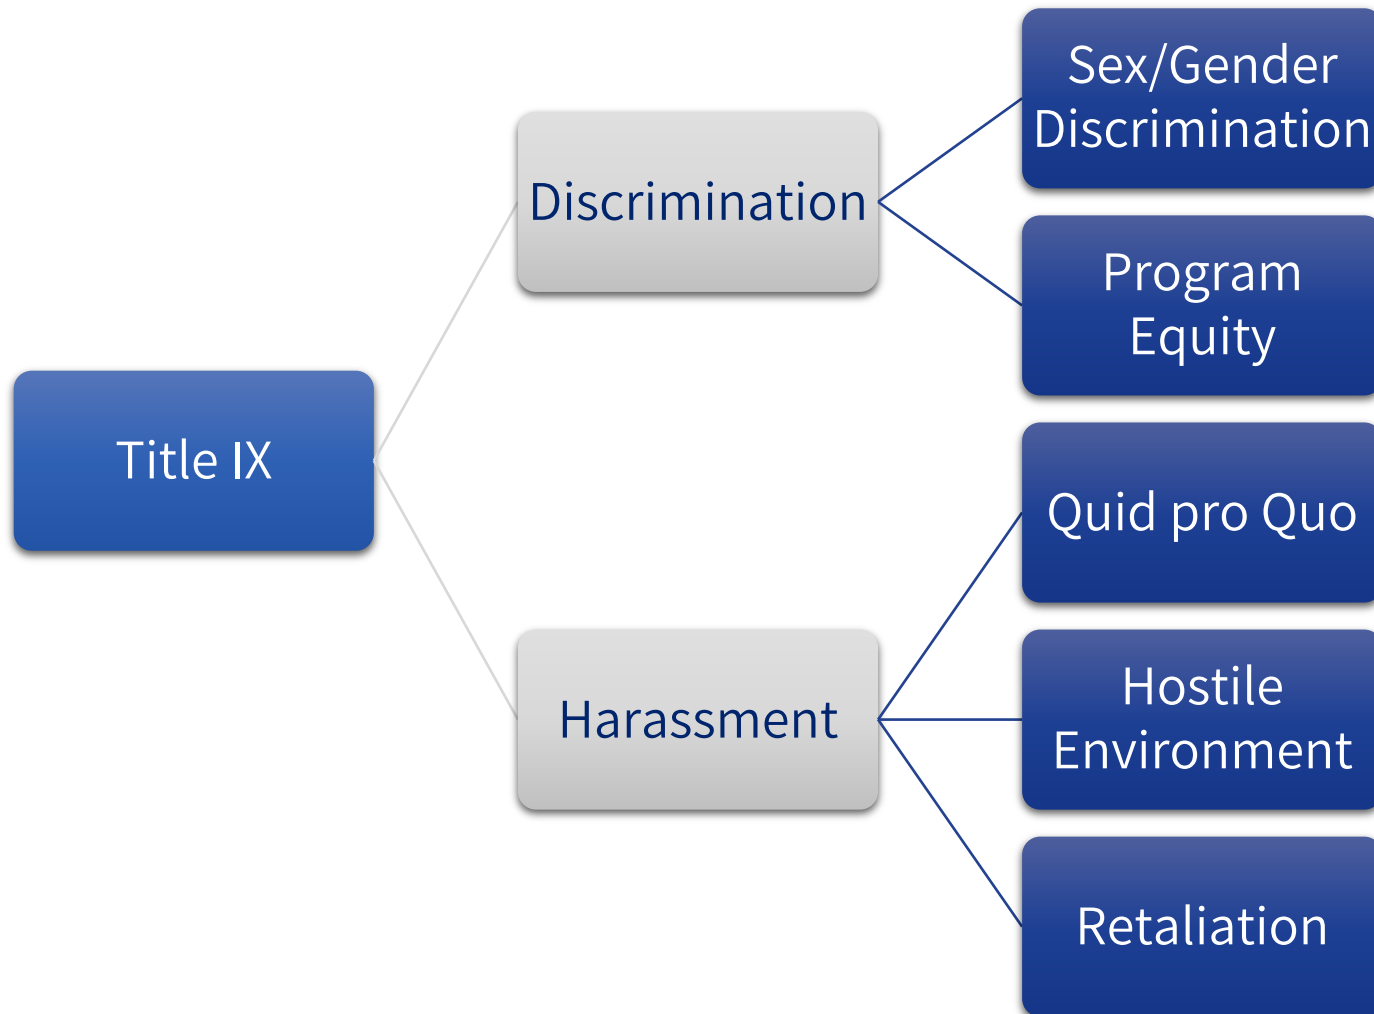 Title IX
Discrimination
Sex/Gender
Discrimination
Program
Equity
Harassment
Quid pro Quo
Hostile
Environment
Retaliation